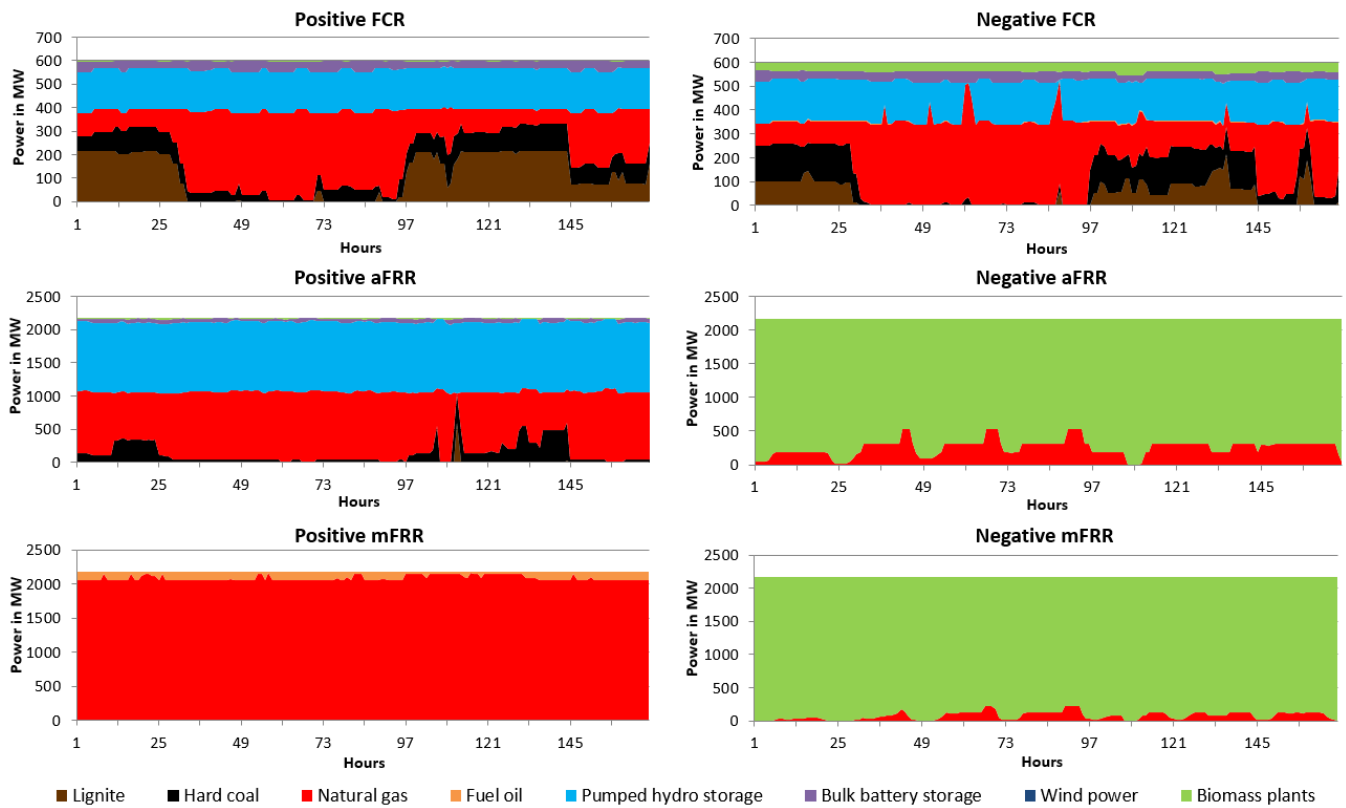 Positive FCR
Power in MW
700
600
500
400
300
200
100
0
1 25 49 73 97 121 145
Hours
Negative FCR
Power in MW
700
600
500
400
300
200
100
0
1 25 49 73 97 121 145
Hours
Positive aFRR
Power in MW
2500
2000
1500
1000
500
0
1 25 49 73 97 121 145
Hours
Negative aFRR
Power in MW
2500
2000
1500
1000
500
0
1 25 49 73 97 121 145
Positive mFRR
Power in MW
2500
2000
1500
1000
500
0
1 25 49 73 97 121 145
Negative mFRR
Power in MW
2500
2000
1500
1000
500
0
1 25 49 73 97 121 145
Lignite Hard coal Natural gas Fuel oil Pumped hydro storage Bulk battery storage Wind power Biomass plants